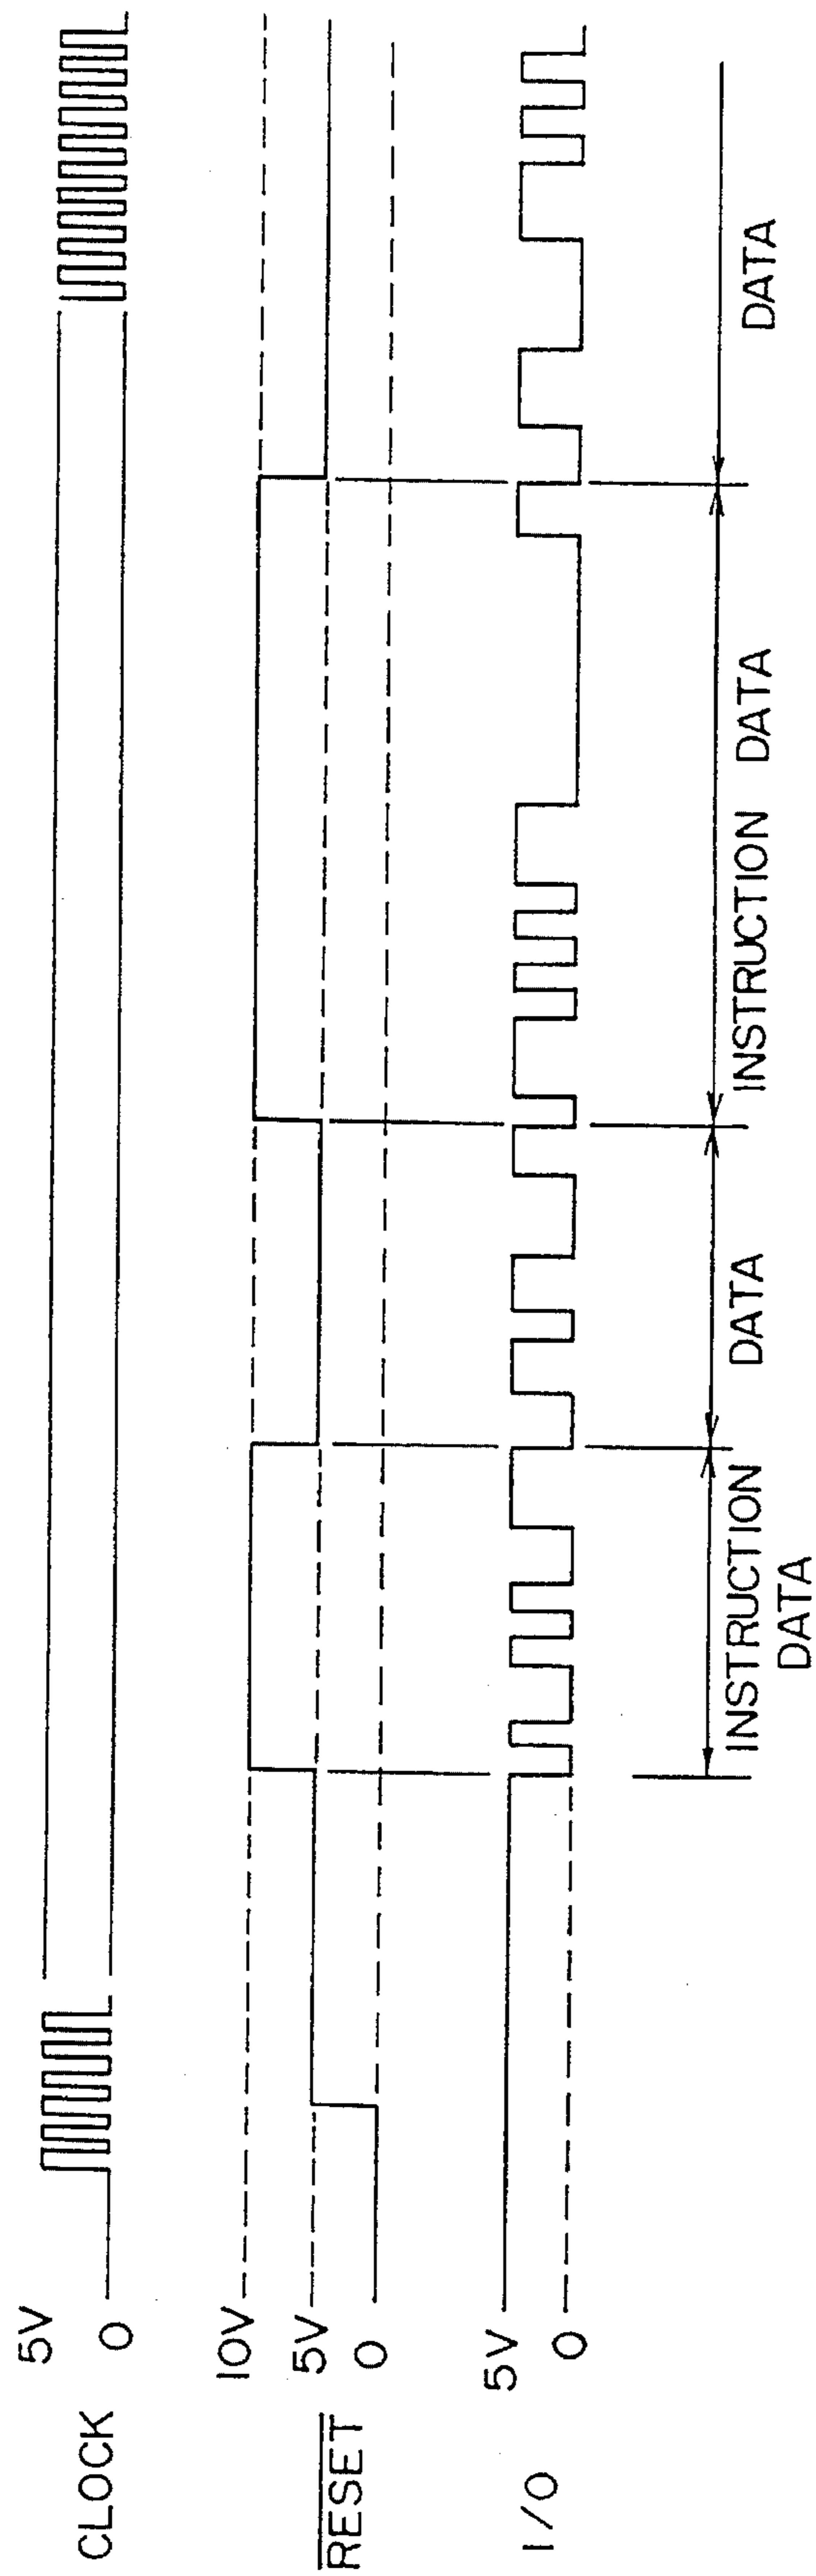 CLOCK
5V
0
RESET
10V
5V
0
I/O
5V
0
INSTRUCTION
DATA
DATA
INSTRUCTION DATA
DATA